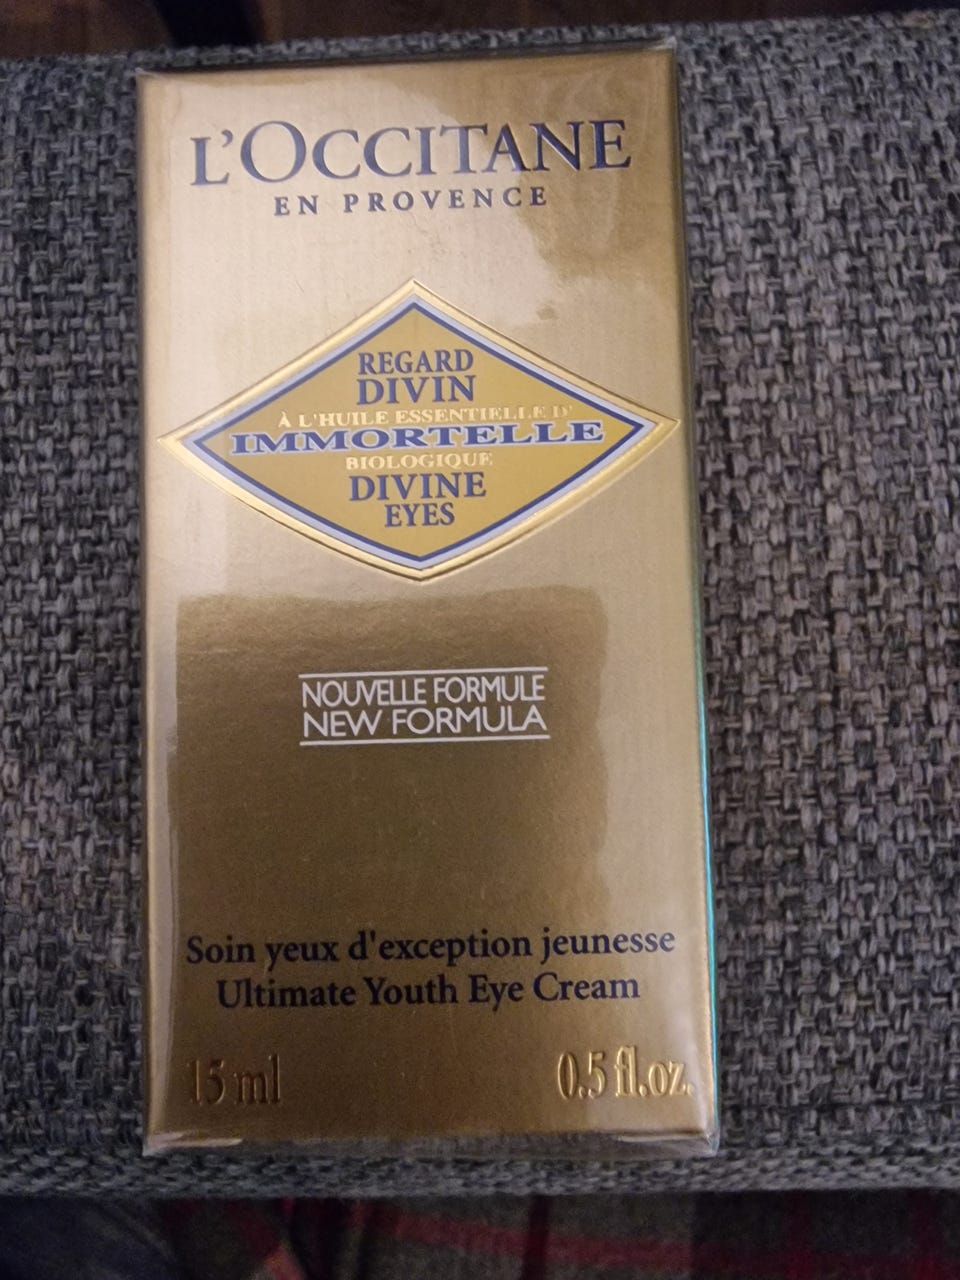 L'OCCITANE
EN PROVENCE
REGARD
DIVIN
À L'HUILE ESSENTIELLE D'
IMMORTELLE
BIOLOGIQUE
DIVINE
EYES
NOUVELLE FORMULE
NEW FORMULA
Soin yeux d'exception jeunesse
Ultimate Youth Eye Cream
15 ml 0.5 fl.oz.